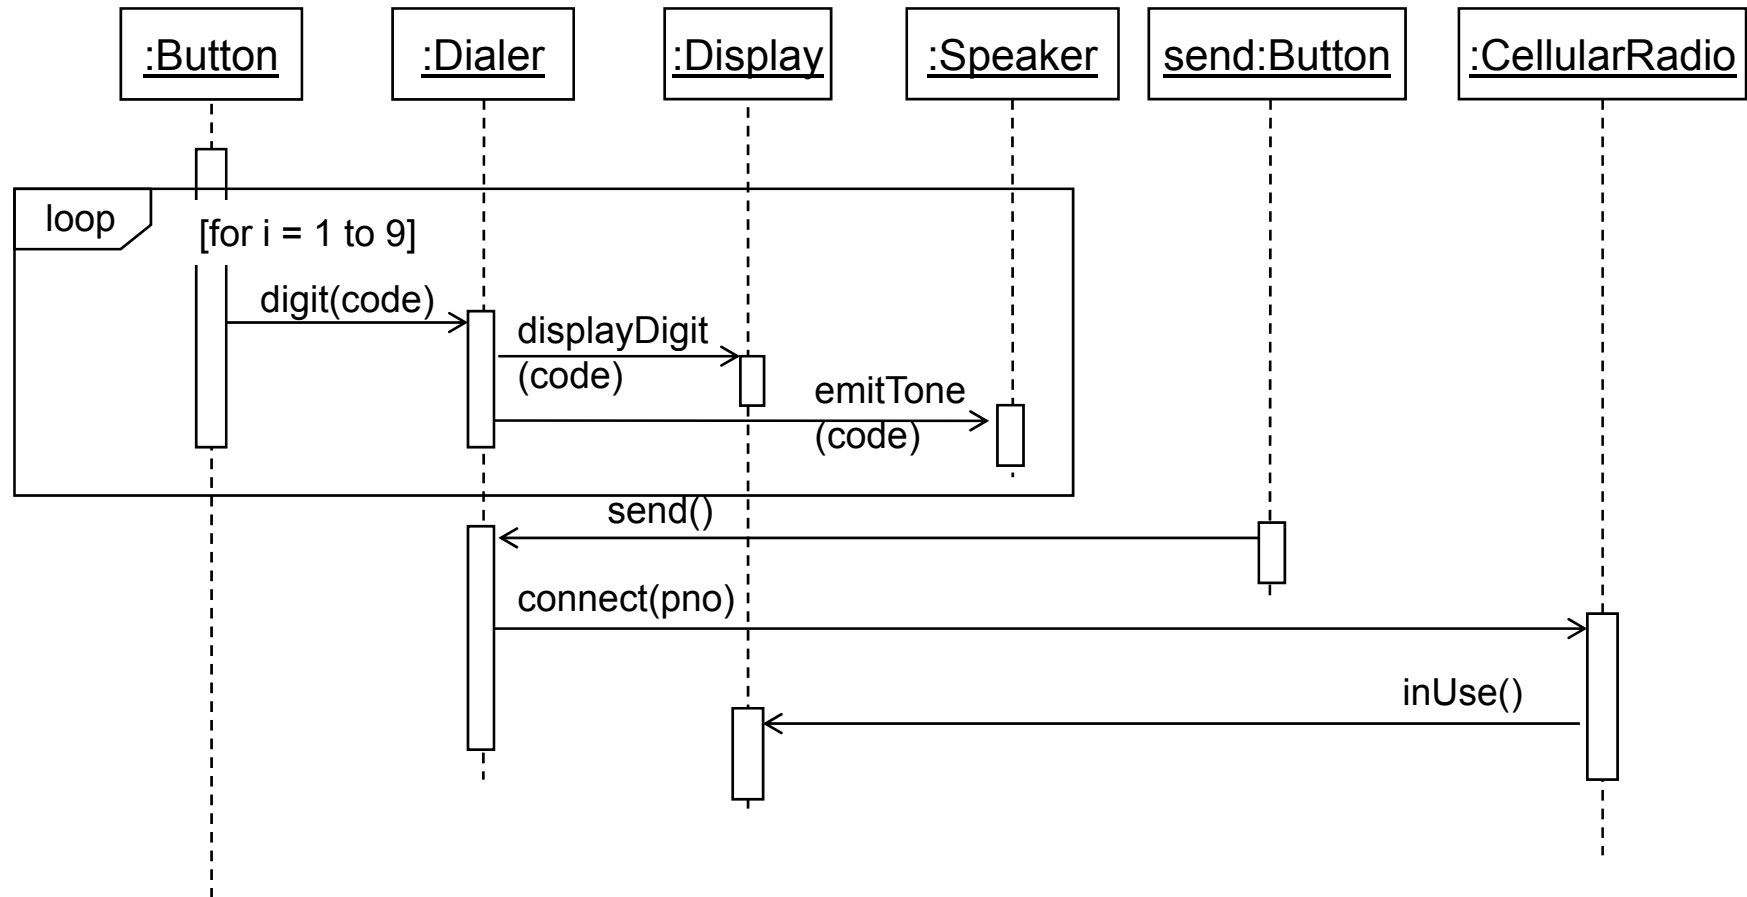 :Button
:Dialer
:Display
:Speaker
send:Button
:CellularRadio
loop
[for i = 1 to 9]
digit(code)
displayDigit
(code)
emitTone
(code)
send()
connect(pno)
inUse()